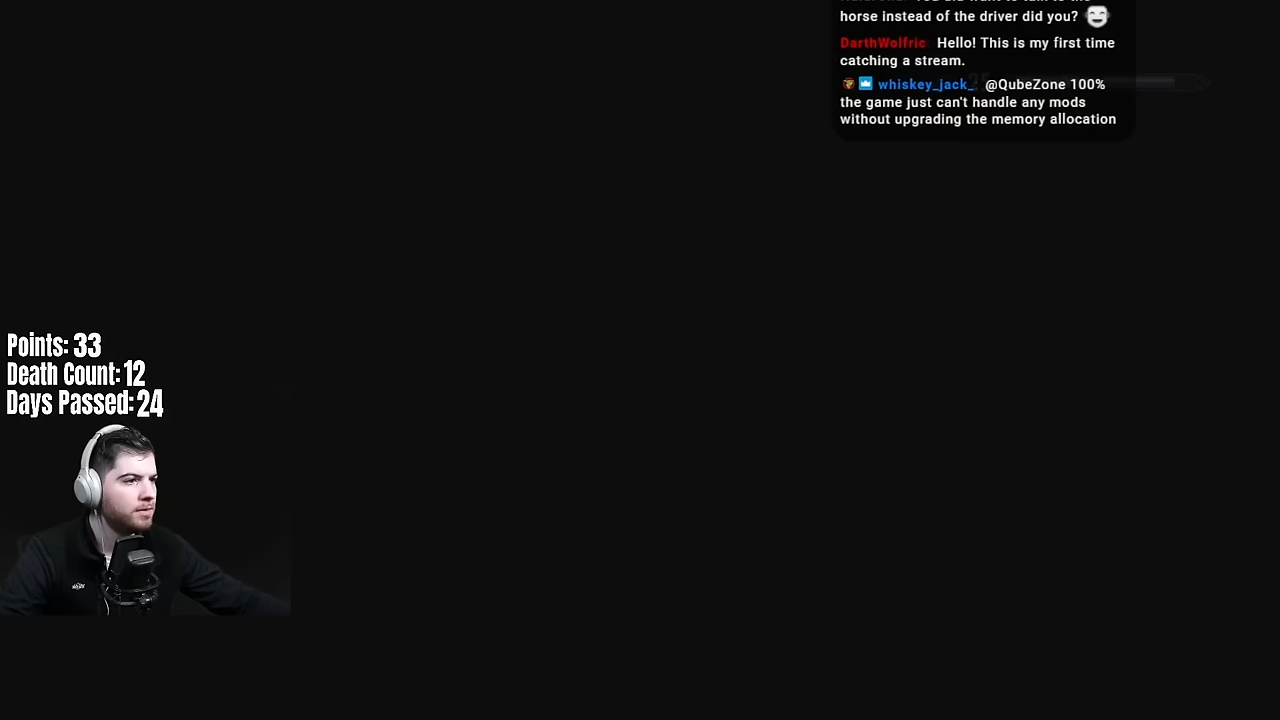 horse instead of the driver did you?
DarthWolfric: Hello! This is my first time
catching a stream.
whiskey_jack_: @QubeZone 100%
the game just can't handle any mods
without upgrading the memory allocation
Points: 33
Death Count: 12
Days Passed: 24